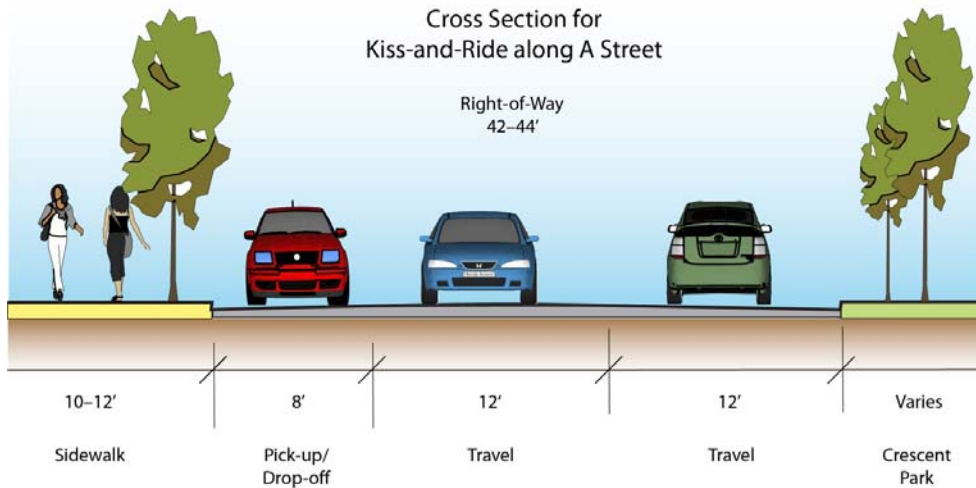 Cross Section for
Kiss-and-Ride along A Street
Right-of-Way
42–44'
10–12'
8'
12'
12'
Varies
Sidewalk
Pick-up/
Drop-off
Travel
Travel
Crescent
Park